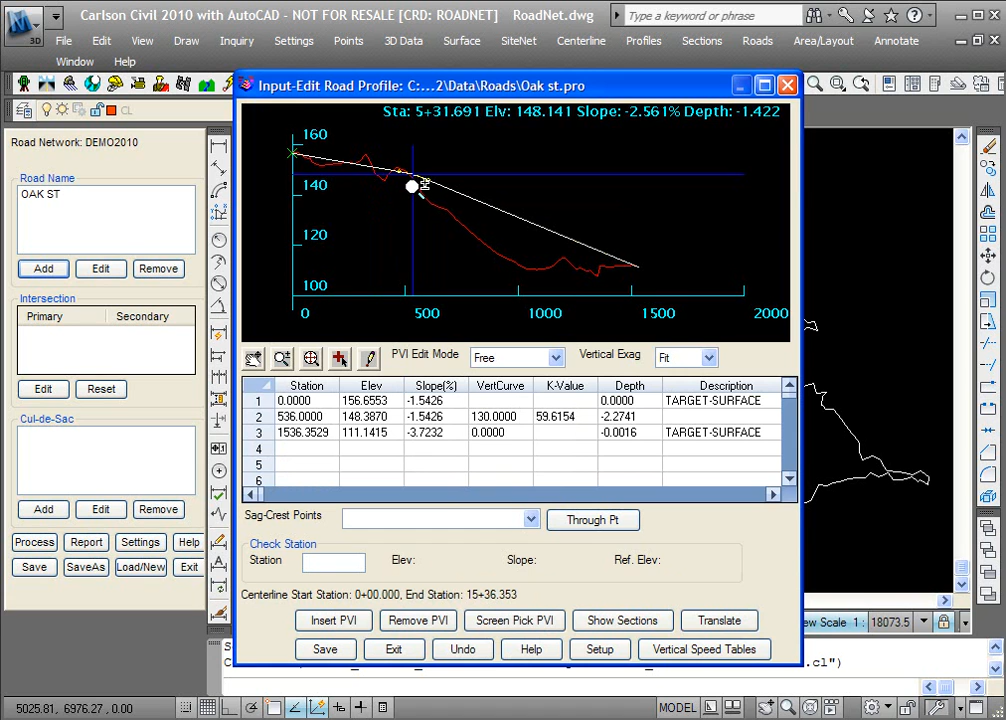 Carlson Civil 2010 with AutoCAD - NOT FOR RESALE [CRD: ROADNET]    RoadNet.dwg
Type a keyword or phrase
3D
File Edit View Draw Inquiry Settings Points 3D Data Surface SiteNet Centerline Profiles Sections Roads Area/Layout Annotate
Window Help
CL
Road Network: DEMO2010
Road Name
OAK ST
Add Edit Remove
Intersection
Primary Secondary
Edit Reset
Cul-de-Sac
Add Edit Remove
Process Report Settings Help
Save SaveAs Load/New Exit
Input-Edit Road Profile: C:...2\Data\Roads\Oak st.pro
Sta: 5+31.691 Elv: 148.141 Slope: -2.561% Depth: -1.422
160
140
120
100
0 500 1000 1500 2000
PVI Edit Mode Free Vertical Exag Fit
Station Elev Slope(%) VertCurve K-Value Depth Description
1 0.0000 156.6553 -1.5426 0.0000 TARGET-SURFACE
2 536.0000 148.3870 -1.5426 130.0000 59.6154 -2.2741
3 1536.3529 111.1415 -3.7232 0.0000 -0.0016 TARGET-SURFACE
4
5
6
Sag-Crest Points Through Pt
Check Station
Station Elev: Slope: Ref. Elev:
Centerline Start Station: 0+00.000, End Station: 15+36.353
Insert PVI Remove PVI Screen Pick PVI Show Sections Translate
Save Exit Undo Help Setup Vertical Speed Tables
ew Scale 1 : 18073.5
.cl")
5025.81, 6976.27 , 0.00
MODEL